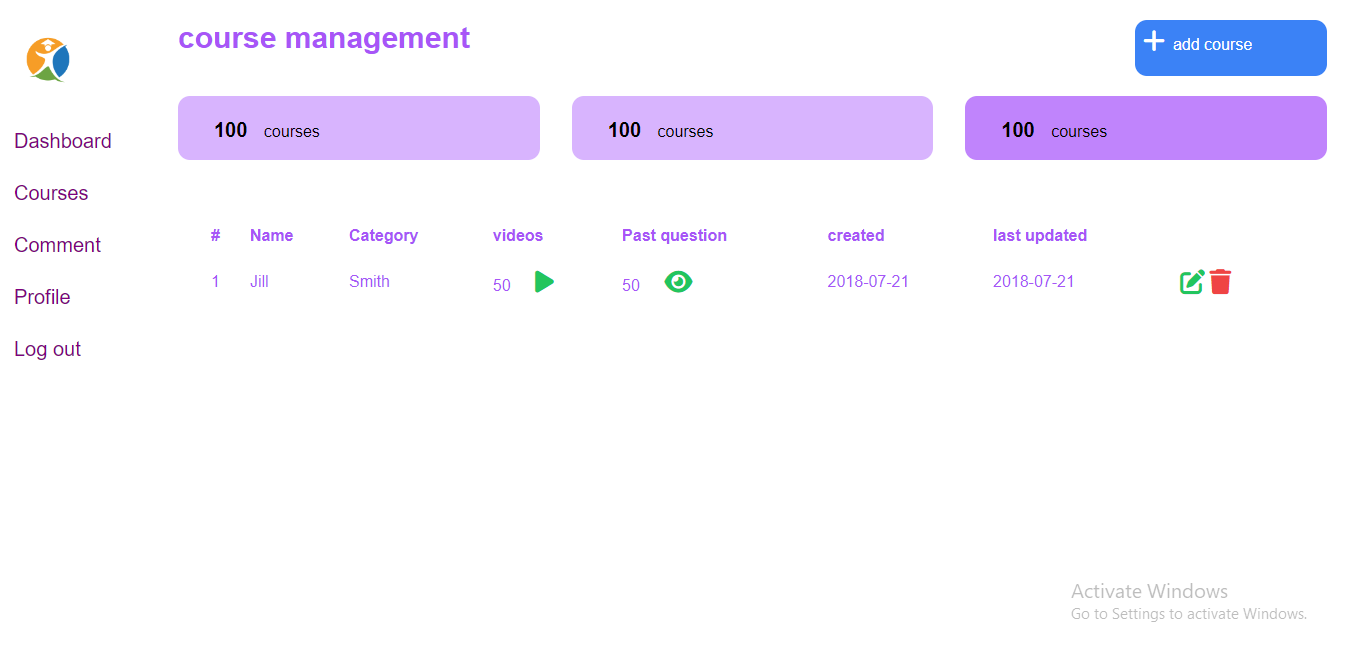 course management
add course
100 courses
100 courses
100 courses
Dashboard
Courses
Comment
Profile
Log out
# Name Category videos Past question created last updated
1 Jill Smith 50 50 2018-07-21 2018-07-21
Activate Windows
Go to Settings to activate Windows.